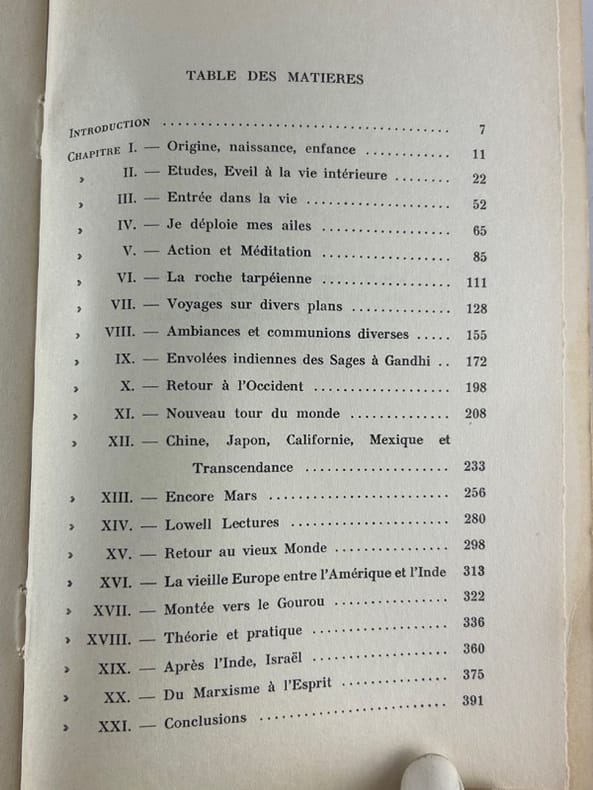 TABLE DES MATIERES
INTRODUCTION ........................................ 7
CHAPITRE I. — Origine, naissance, enfance ............ 11
» II. — Etudes, Eveil à la vie intérieure ........ 22
» III. — Entrée dans la vie .................... 52
» IV. — Je déploie mes ailes .................. 65
» V. — Action et Méditation .................. 85
» VI. — La roche tarpéienne .................. 111
» VII. — Voyages sur divers plans .............. 128
» VIII. — Ambiances et communions diverses ..... 155
» IX. — Envolées indiennes des Sages à Gandhi .. 172
» X. — Retour à l'Occident ................... 198
» XI. — Nouveau tour du monde .............. 208
» XII. — Chine, Japon, Californie, Mexique et
Transcendance .................... 233
» XIII. — Encore Mars ......................... 256
» XIV. — Lowell Lectures ...................... 280
» XV. — Retour au vieux Monde ................ 298
» XVI. — La vieille Europe entre l'Amérique et l'Inde 313
» XVII. — Montée vers le Gourou ................ 322
» XVIII. — Théorie et pratique ................... 336
» XIX. — Après l'Inde, Israël ................... 360
» XX. — Du Marxisme à l'Esprit ............... 375
» XXI. — Conclusions .......................... 391